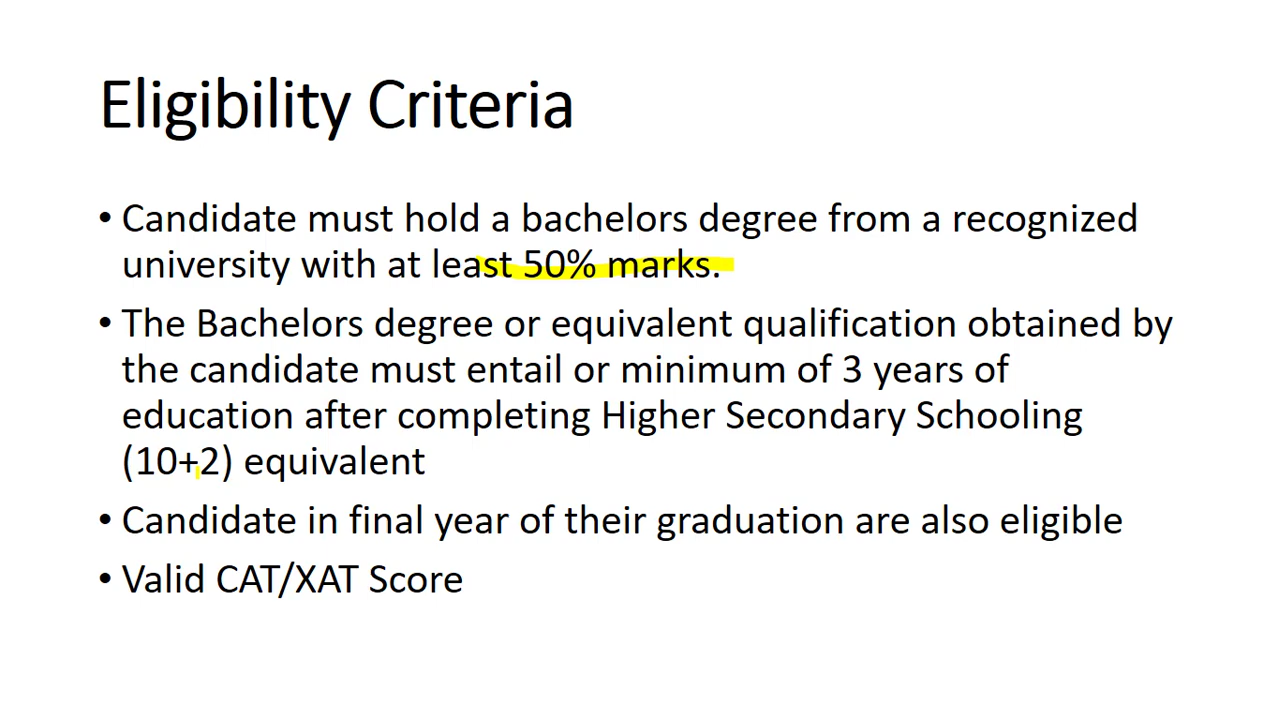 Eligibility Criteria
• Candidate must hold a bachelors degree from a recognized
university with at least 50% marks.
• The Bachelors degree or equivalent qualification obtained by
the candidate must entail or minimum of 3 years of
education after completing Higher Secondary Schooling
(10+2) equivalent
• Candidate in final year of their graduation are also eligible
• Valid CAT/XAT Score